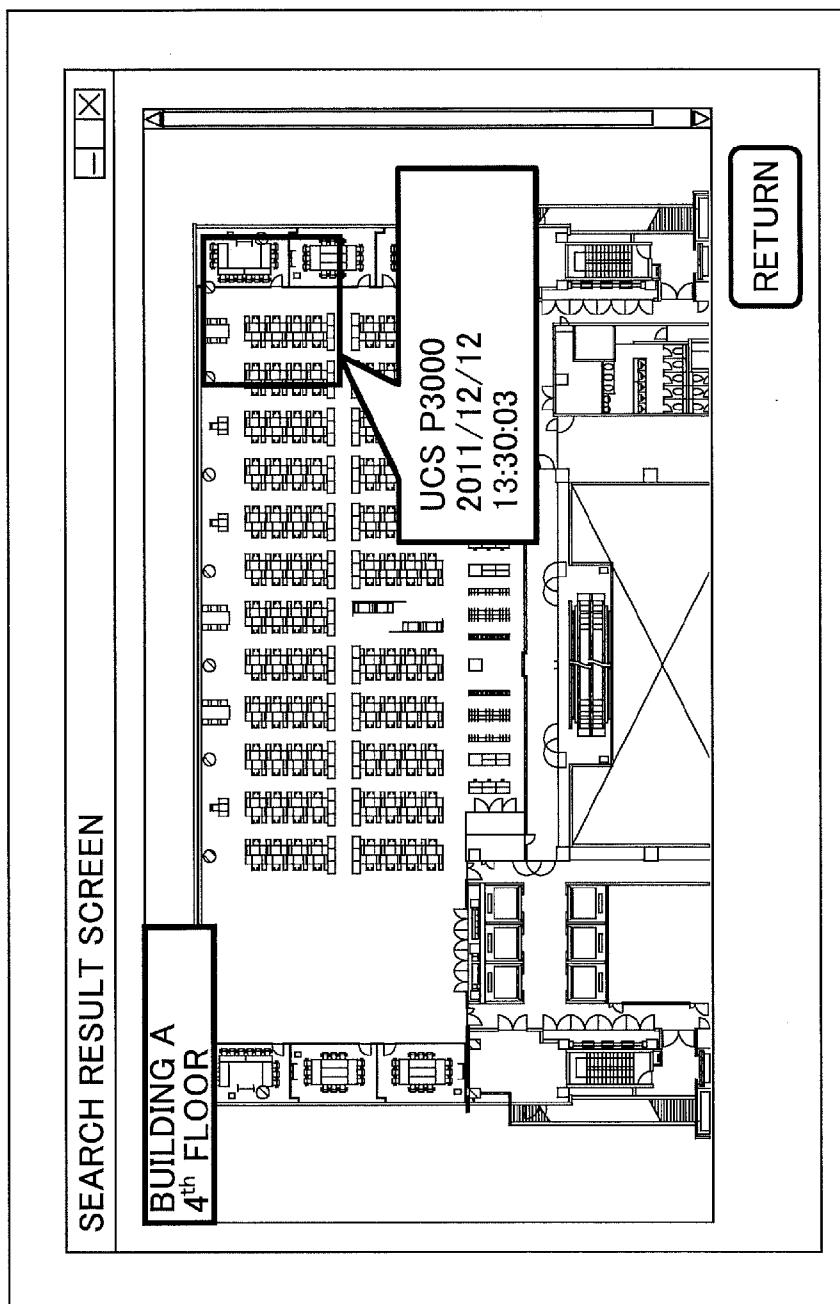 SEARCH RESULT SCREEN
BUILDING A
4th FLOOR
UCS P3000
2011/12/12
13:30:03
RETURN